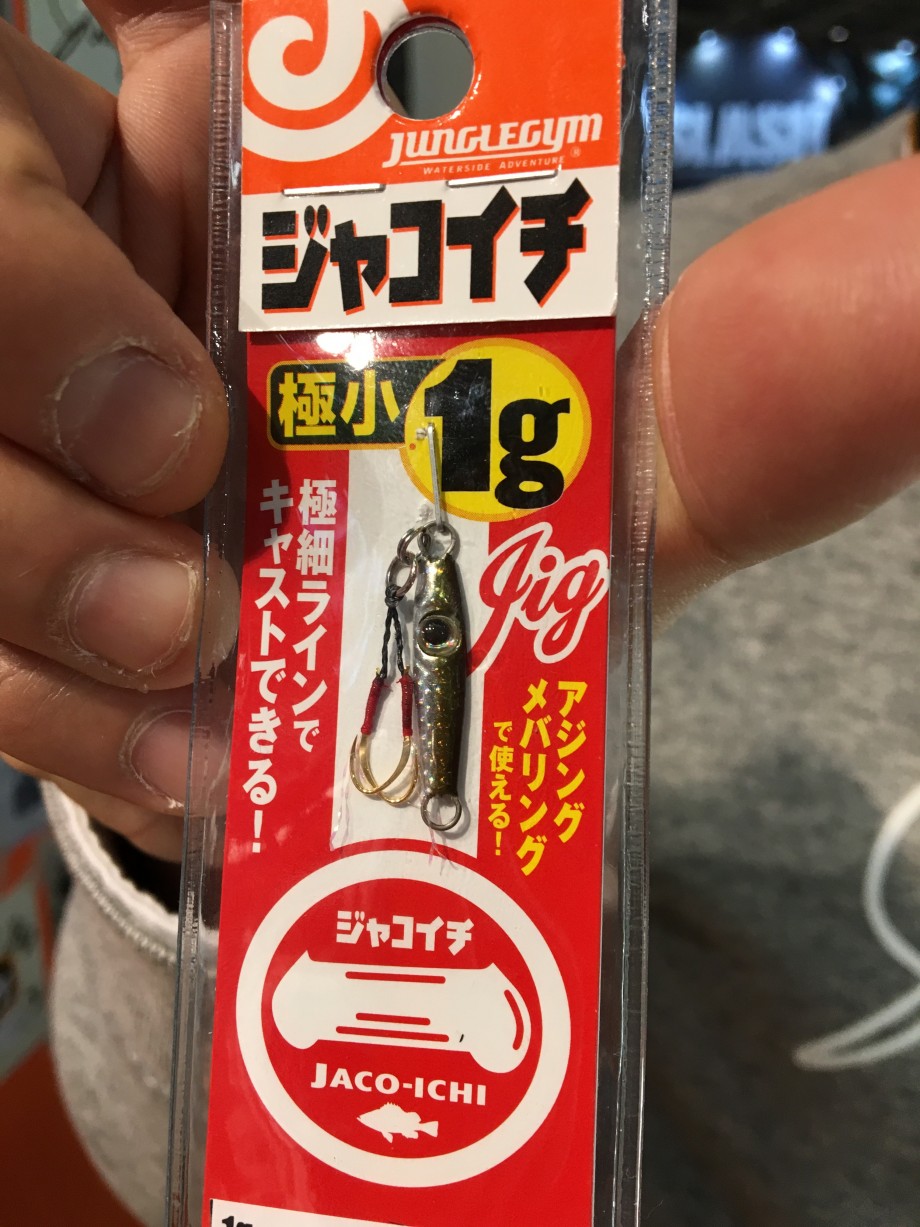 JUNGLEGYM®
WATERSIDE ADVENTURE
ジャコイチ
極小
1g
極細ラインで
キャストできる!
Jig
アジング
メバリング
で使える!
ジャコイチ
JACO-ICHI